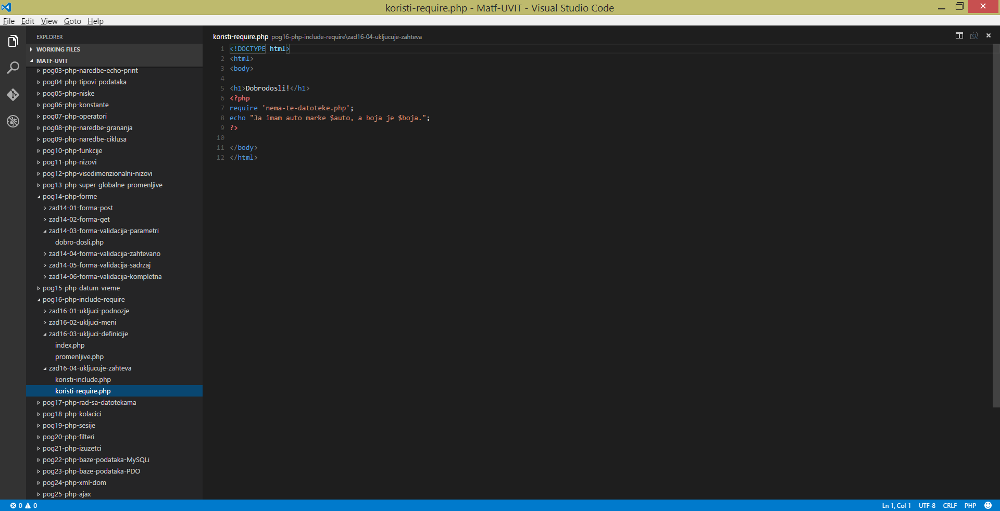 koristi-require.php - Matf-UVIT - Visual Studio Code
File Edit View Goto Help
EXPLORER
WORKING FILES
MATF-UVIT
pog03-php-naredbe-echo-print
pog04-php-tipovi-podataka
pog05-php-niske
pog06-php-konstante
pog07-php-operatori
pog08-php-naredbe-grananja
pog09-php-naredbe-ciklusa
pog10-php-funkcije
pog11-php-nizovi
pog12-php-visedimenzionalni-nizovi
pog13-php-super-globalne-promenljive
pog14-php-forme
zad14-01-forma-post
zad14-02-forma-get
zad14-03-forma-validacija-parametri
dobro-dosli.php
zad14-04-forma-validacija-zahtevano
zad14-05-forma-validacija-sadrzaj
zad14-06-forma-validacija-kompletna
pog15-php-datum-vreme
pog16-php-include-require
zad16-01-ukljuci-podnozje
zad16-02-ukljuci-meni
zad16-03-ukljuci-definicije
index.php
promenljive.php
zad16-04-ukljucuje-zahteva
koristi-include.php
koristi-require.php
pog17-php-rad-sa-datotekama
pog18-php-kolacici
pog19-php-sesije
pog20-php-filteri
pog21-php-izuzetci
pog22-php-baze-podataka-MySQLi
pog23-php-baze-podataka-PDO
pog24-php-xml-dom
pog25-php-ajax
koristi-require.php pog16-php-include-require\zad16-04-ukljucuje-zahteva
1 <!DOCTYPE html>
2 <html>
3 <body>
4
5 <h1>Dobrodosli!</h1>
6 <?php
7 require 'nema-te-datoteke.php';
8 echo "Ja imam auto marke $auto, a boja je $boja.";
9 ?>
10
11 </body>
12 </html>
0 0
Ln 1, Col 1 UTF-8 CRLF PHP